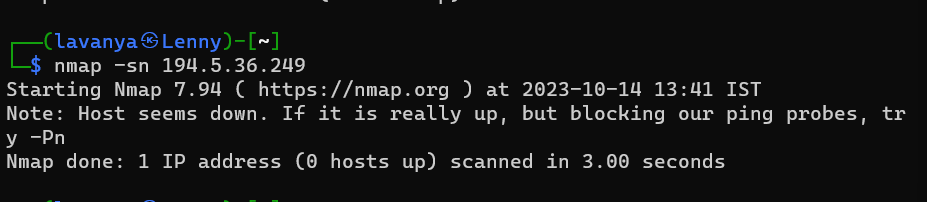 ┌──(lavanya㉿Lenny)-[~]
└─$ nmap -sn 194.5.36.249
Starting Nmap 7.94 ( https://nmap.org ) at 2023-10-14 13:41 IST
Note: Host seems down. If it is really up, but blocking our ping probes, tr
y -Pn
Nmap done: 1 IP address (0 hosts up) scanned in 3.00 seconds